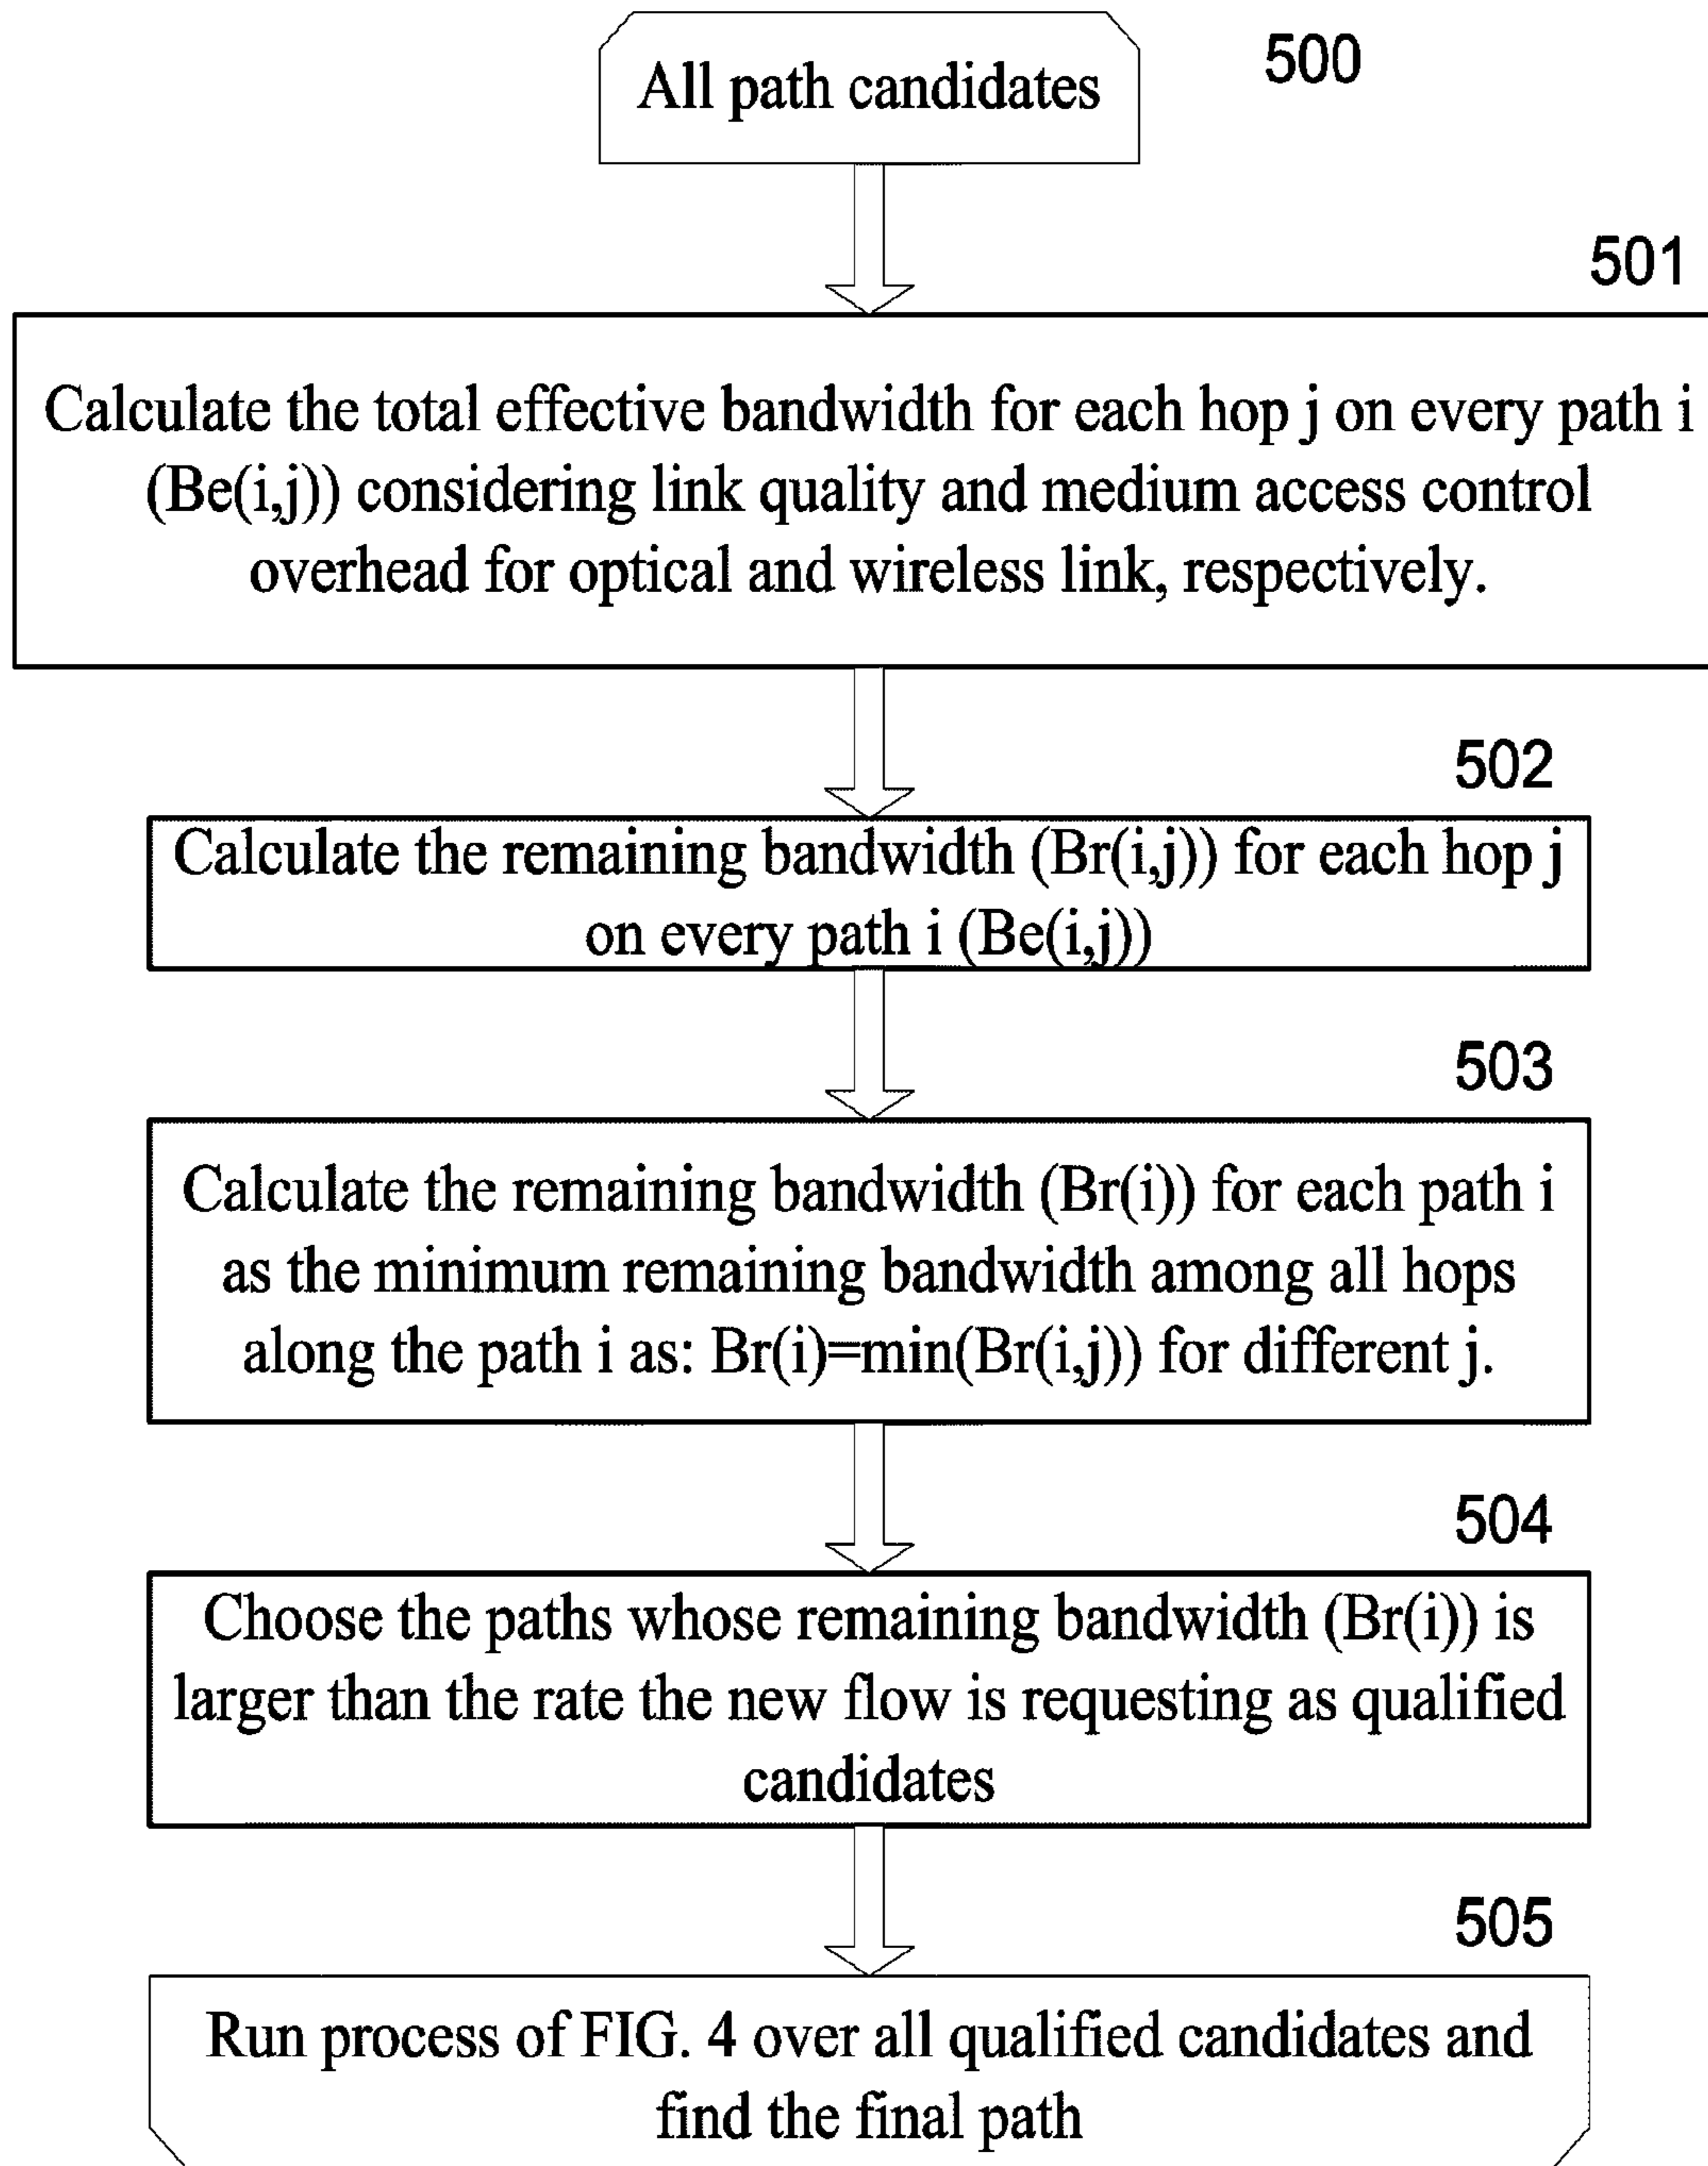 500
All path candidates
501
Calculate the total effective bandwidth for each hop j on every path i
(Be(i,j)) considering link quality and medium access control
overhead for optical and wireless link, respectively.
502
Calculate the remaining bandwidth (Br(i,j)) for each hop j
on every path i (Be(i,j))
503
Calculate the remaining bandwidth (Br(i)) for each path i
as the minimum remaining bandwidth among all hops
along the path i as: Br(i)=min(Br(i,j)) for different j.
504
Choose the paths whose remaining bandwidth (Br(i)) is
larger than the rate the new flow is requesting as qualified
candidates
505
Run process of FIG. 4 over all qualified candidates and
find the final path